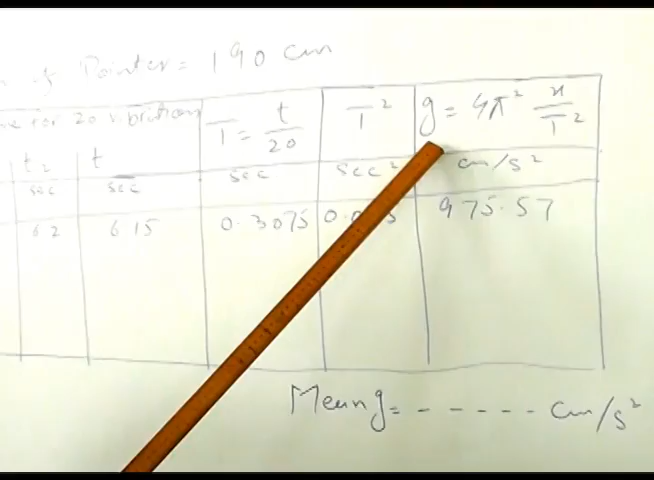 of Pointer = 190 cm
for 20 vibrations
T = t/20
T²
g = 4π² x/T²
t₂
t
sec
sec
sec
sec²
cm/s²
6.2
6.15
0.3075
975.57
Mean g = - - - - - - cm/s²